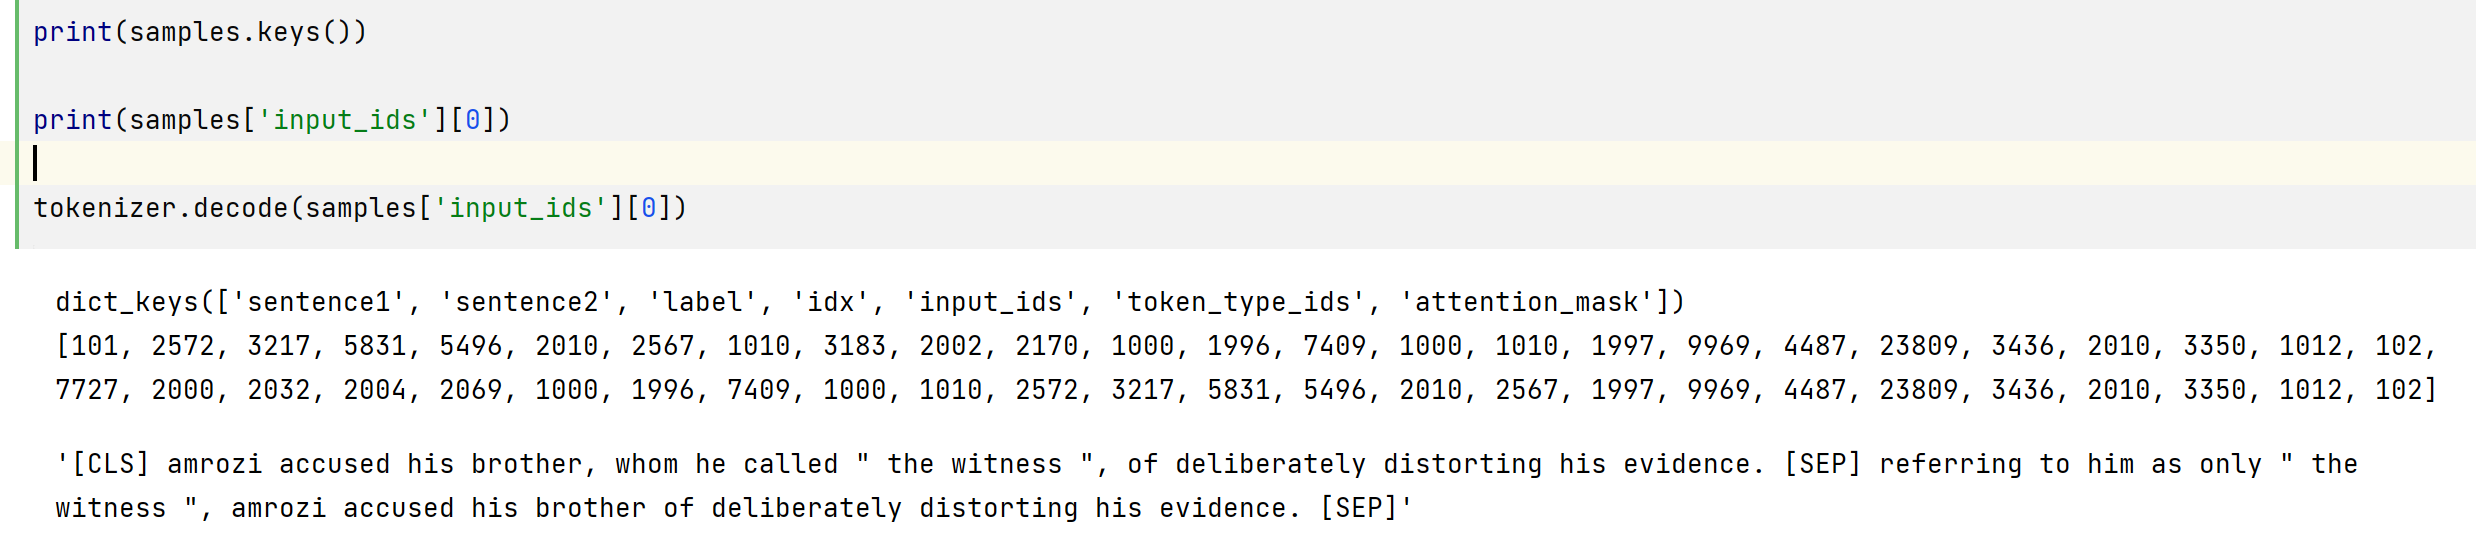 print(samples.keys())
print(samples['input_ids'][0])
tokenizer.decode(samples['input_ids'][0])
dict_keys(['sentence1', 'sentence2', 'label', 'idx', 'input_ids', 'token_type_ids', 'attention_mask'])
[101, 2572, 3217, 5831, 5496, 2010, 2567, 1010, 3183, 2002, 2170, 1000, 1996, 7409, 1000, 1010, 1997, 9969, 4487, 23809, 3436, 2010, 3350, 1012, 102,
7727, 2000, 2032, 2004, 2069, 1000, 1996, 7409, 1000, 1010, 2572, 3217, 5831, 5496, 2010, 2567, 1997, 9969, 4487, 23809, 3436, 2010, 3350, 1012, 102]
'[CLS] amrozi accused his brother, whom he called " the witness ", of deliberately distorting his evidence. [SEP] referring to him as only " the
witness ", amrozi accused his brother of deliberately distorting his evidence. [SEP]'